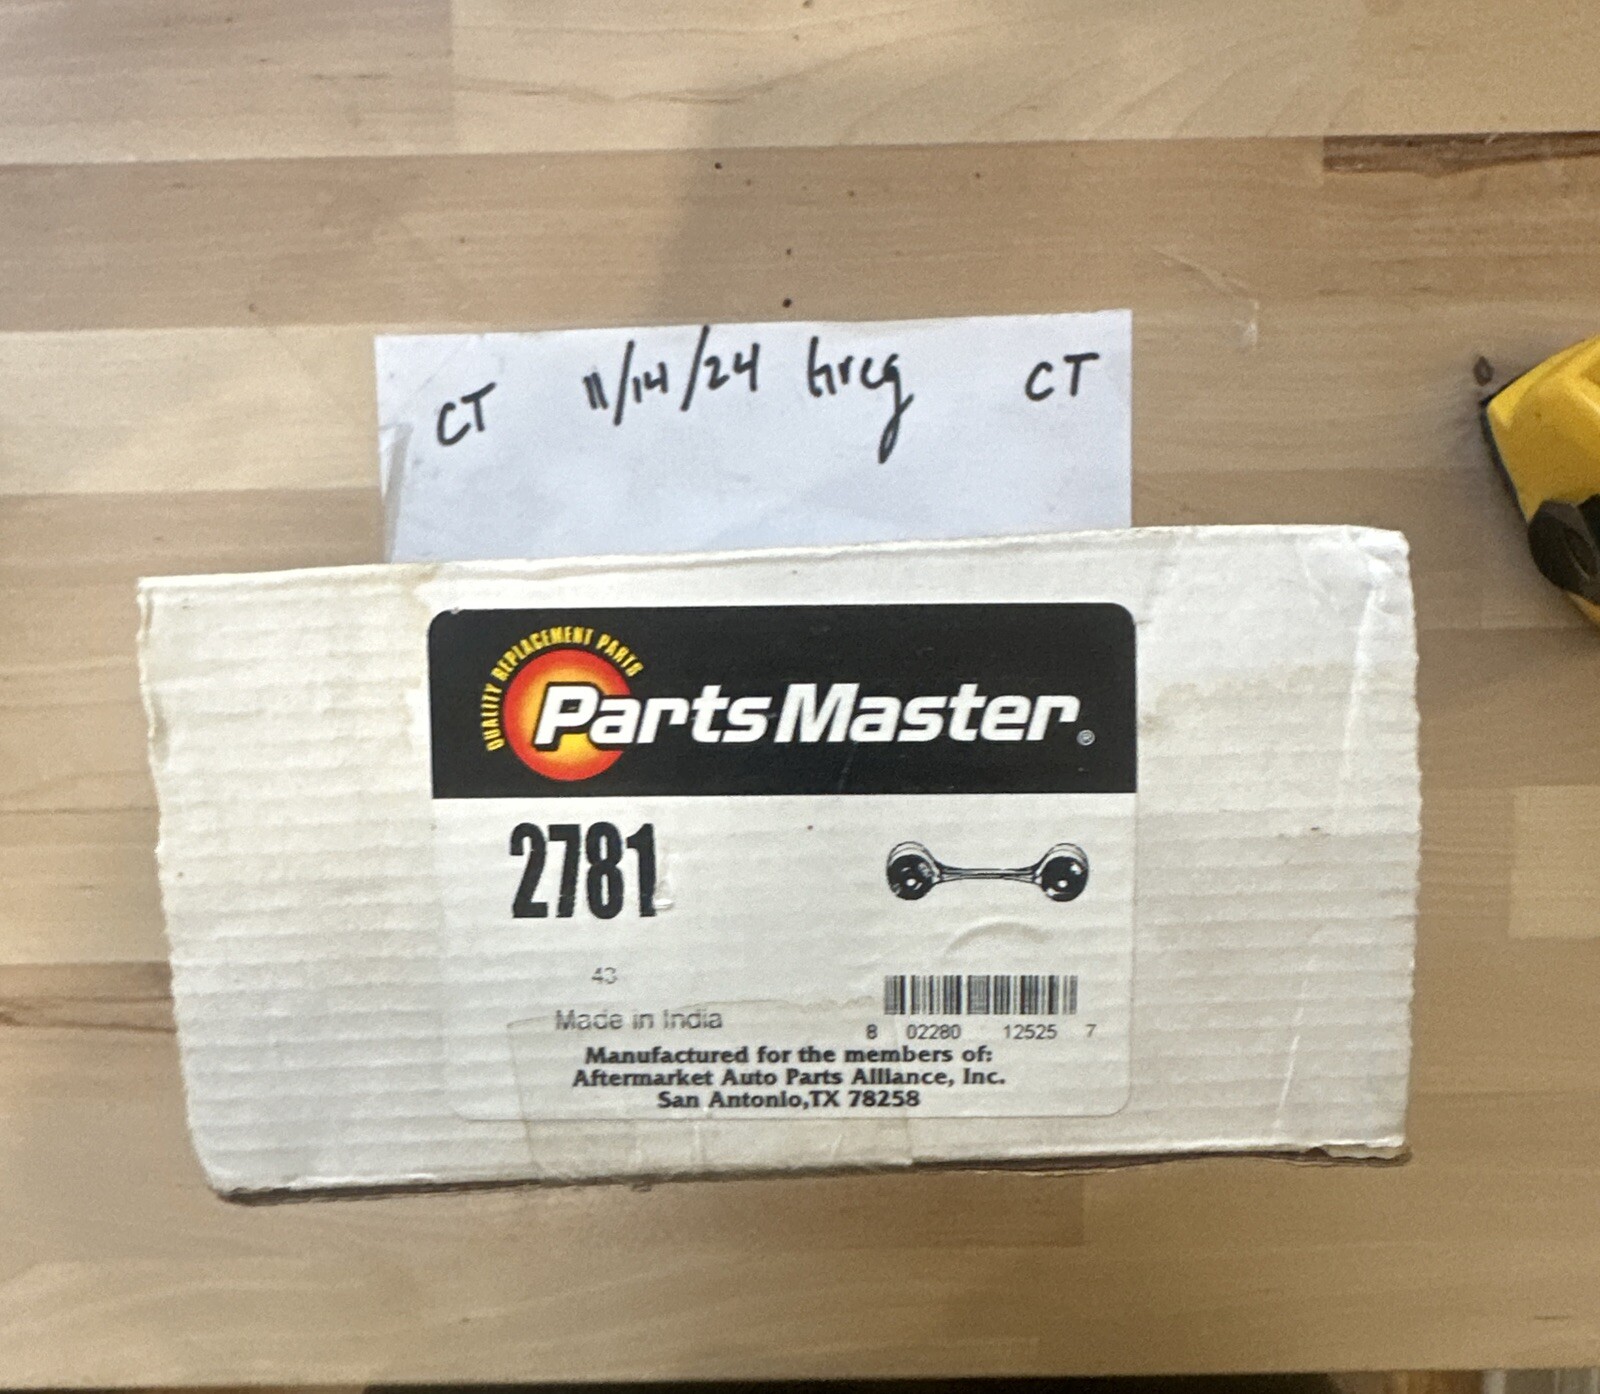 CT 11/14/24 Greg CT
QUALITY REPLACEMENT PARTS
PartsMaster®
2781
43
Made in India
8 02280 12525 7
Manufactured for the members of:
Aftermarket Auto Parts Alliance, Inc.
San Antonio,TX 78258